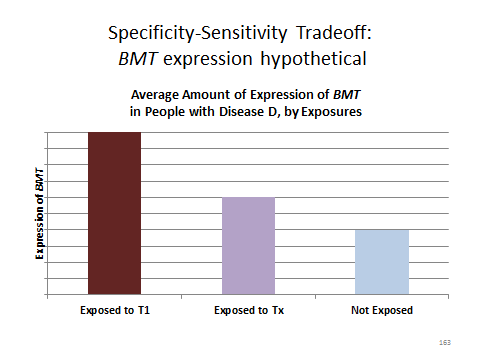 Specificity-Sensitivity Tradeoff:
BMT expression hypothetical
Average Amount of Expression of BMT
in People with Disease D, by Exposures
Expression of BMT
Exposed to T1
Exposed to Tx
Not Exposed
163